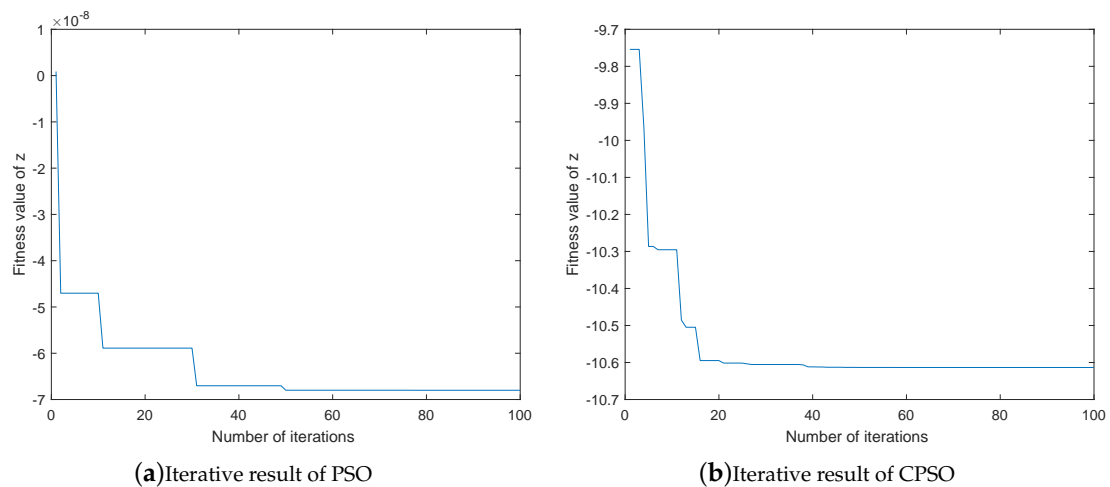 ×10⁻⁸
1
0
-1
-2
-3
-4
-5
-6
-7
Fitness value of z
0 20 40 60 80 100
Number of iterations
(a)Iterative result of PSO
-9.7
-9.8
-9.9
-10
-10.1
-10.2
-10.3
-10.4
-10.5
-10.6
-10.7
Fitness value of z
0 20 40 60 80 100
Number of iterations
(b)Iterative result of CPSO